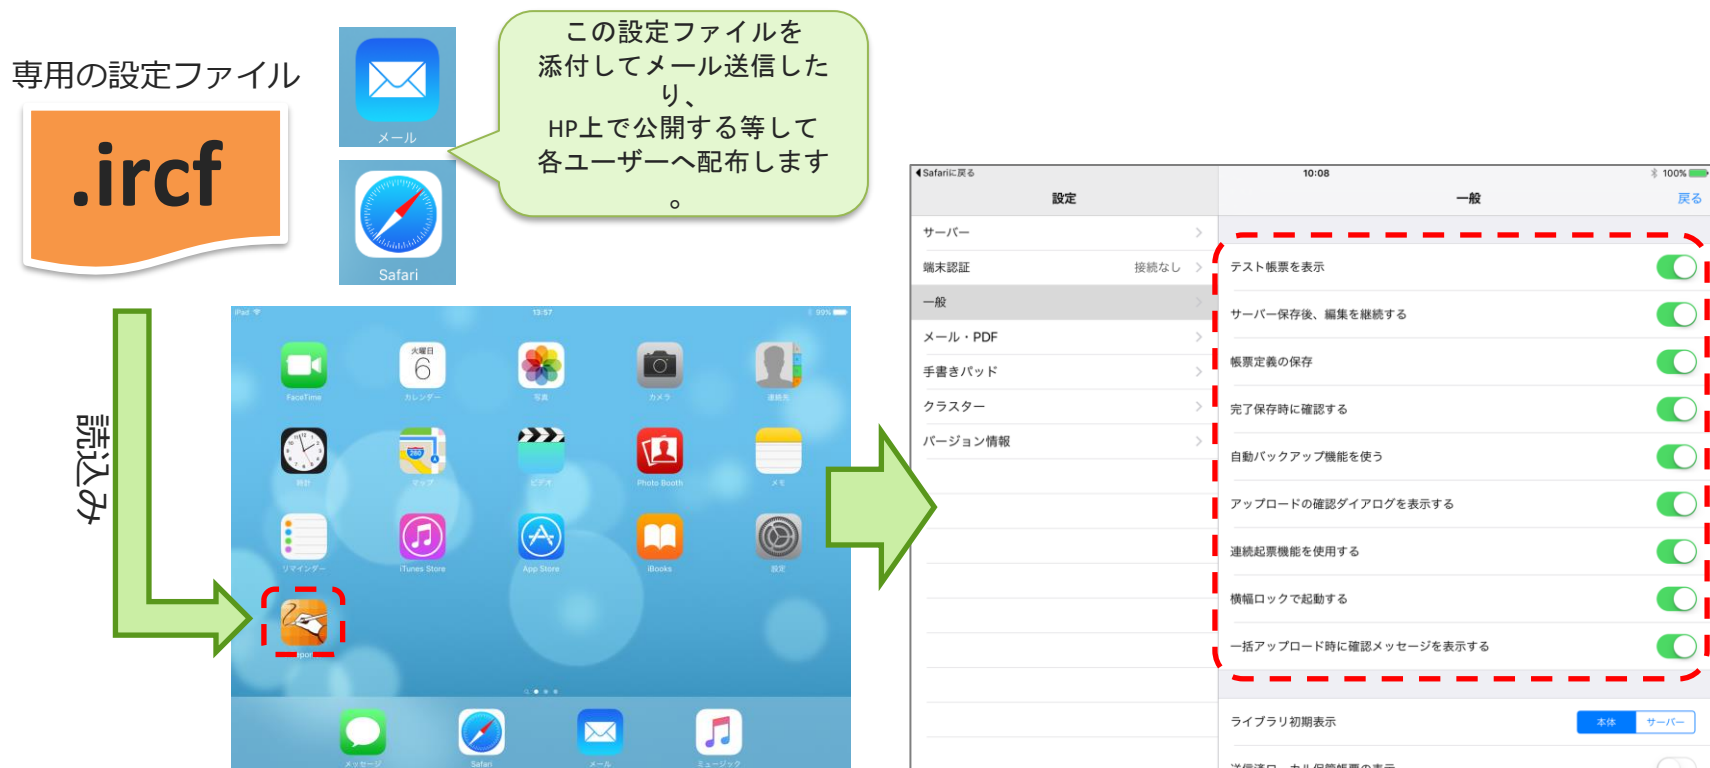 専用の設定ファイル
.ircf
メール
Safari
この設定ファイルを
添付してメール送信した
り、
HP上で公開する等して
各ユーザーへ配布します
。
読込み
iPad
13:57
99%
FaceTime
火曜日
6
カレンダー
写真
カメラ
連絡先
時計
280
マップ
ビデオ
Photo Booth
メモ
リマインダー
iTunes Store
App Store
iBooks
設定
メッセージ
Safari
メール
ミュージック
Safariに戻る
10:08
100%
設定
一般
戻る
サーバー
端末認証 接続なし
一般
メール・PDF
手書きパッド
クラスター
バージョン情報
テスト帳票を表示
サーバー保存後、編集を継続する
帳票定義の保存
完了保存時に確認する
自動バックアップ機能を使う
アップロードの確認ダイアログを表示する
連続起票機能を使用する
横幅ロックで起動する
一括アップロード時に確認メッセージを表示する
ライブラリ初期表示
本体 サーバー